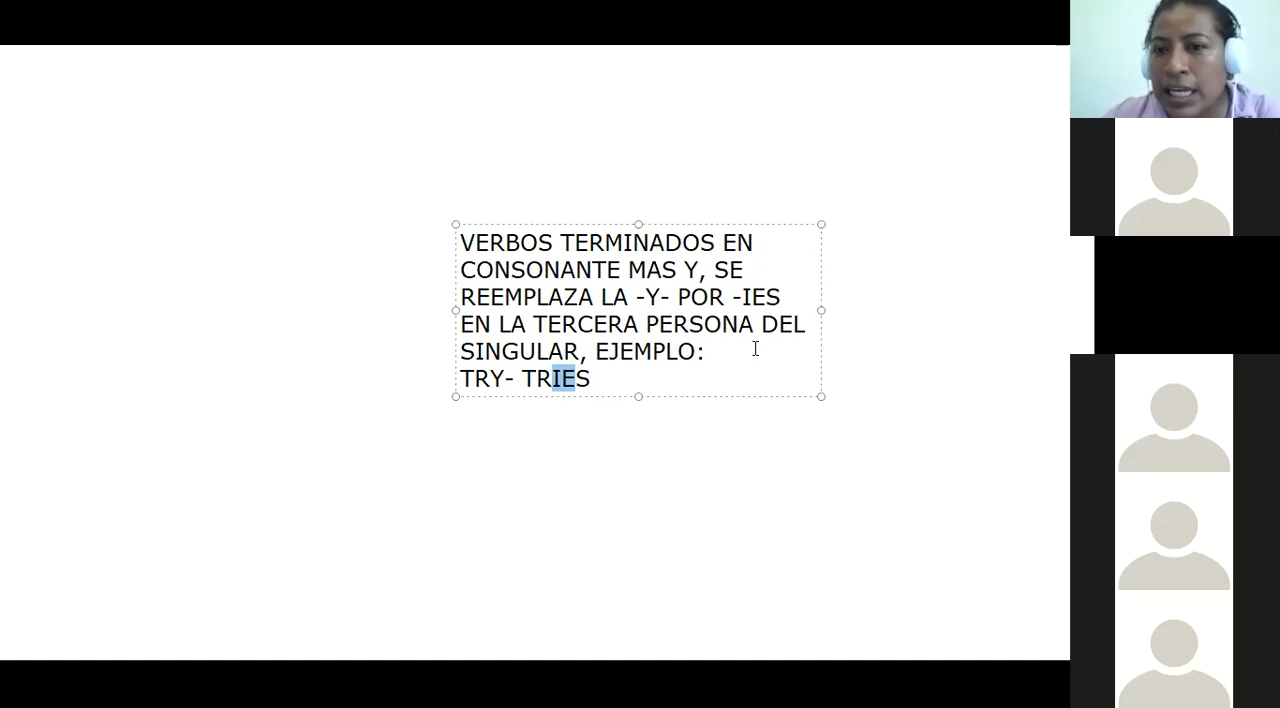 VERBOS TERMINADOS EN
CONSONANTE MAS Y, SE
REEMPLAZA LA -Y- POR -IES
EN LA TERCERA PERSONA DEL
SINGULAR, EJEMPLO:
TRY- TRIES